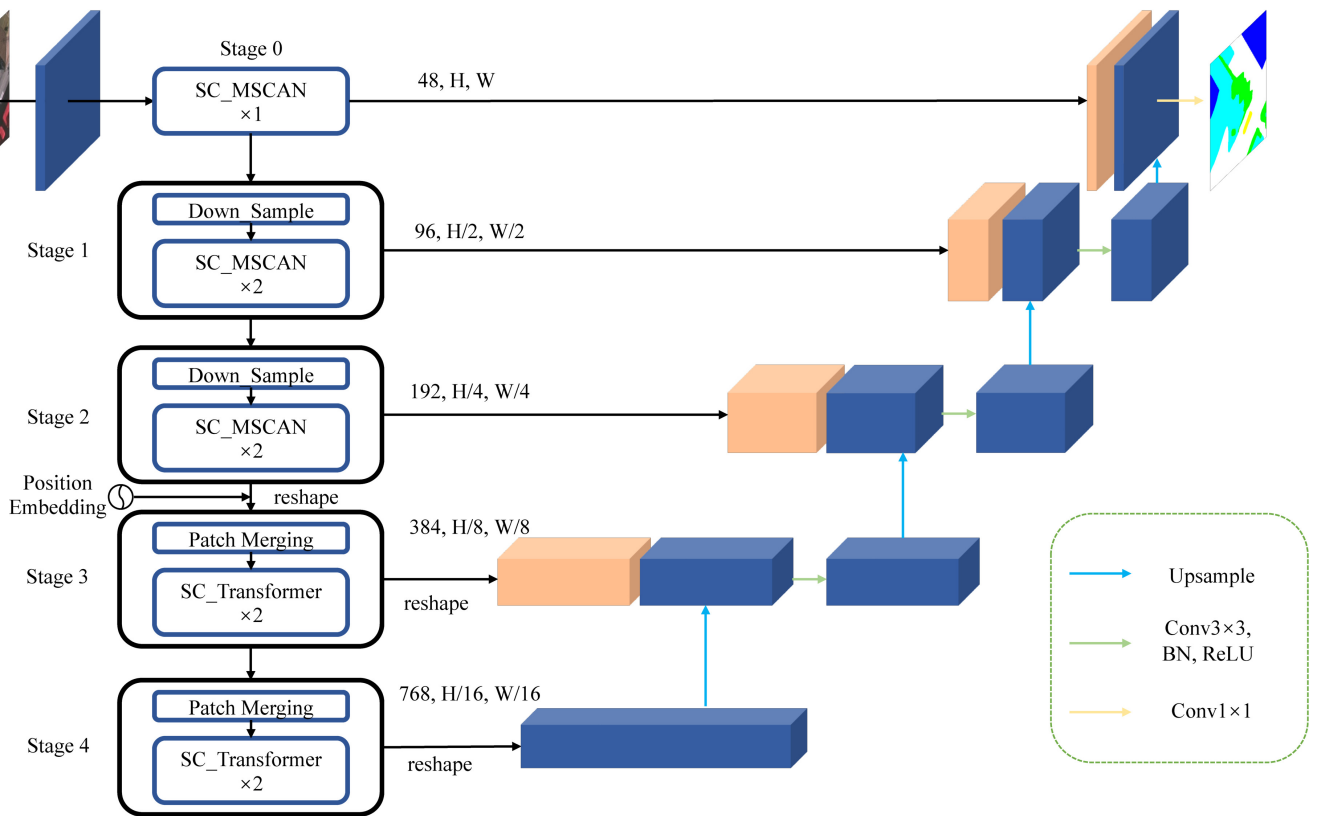 Stage 0
SC_MSCAN
×1
48, H, W
Stage 1
Down_Sample
SC_MSCAN
×2
96, H/2, W/2
Stage 2
Down_Sample
SC_MSCAN
×2
192, H/4, W/4
Position
Embedding
reshape
Stage 3
Patch Merging
SC_Transformer
×2
384, H/8, W/8
reshape
Stage 4
Patch Merging
SC_Transformer
×2
768, H/16, W/16
reshape
Upsample
Conv3×3,
BN, ReLU
Conv1×1